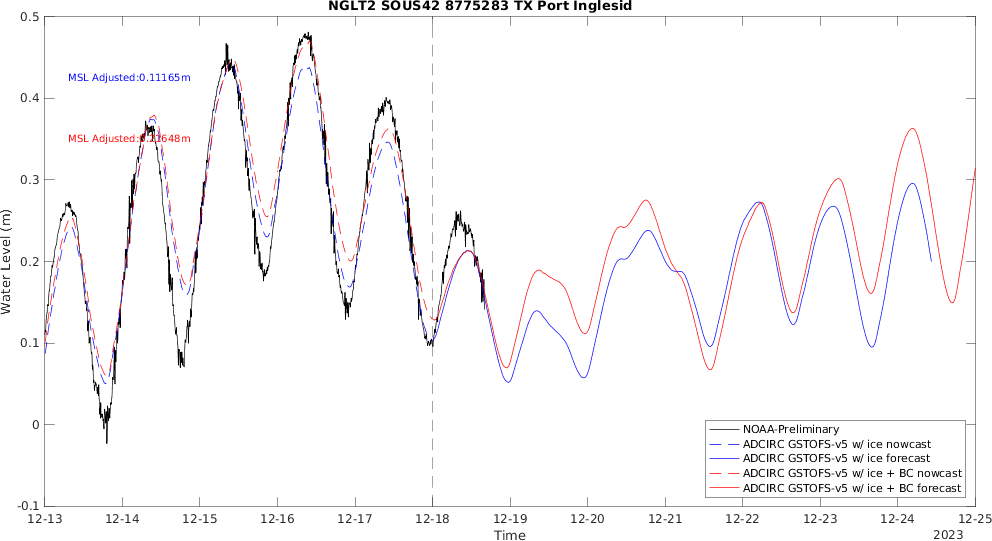 NGLT2 SOUS42 8775283 TX Port Inglesid
0.5
0.4
0.3
0.2
0.1
0
-0.1
Water Level (m)
MSL Adjusted:0.11165m
MSL Adjusted:0.11648m
NOAA-Preliminary
ADCIRC GSTOFS-v5 w/ ice nowcast
ADCIRC GSTOFS-v5 w/ ice forecast
ADCIRC GSTOFS-v5 w/ ice + BC nowcast
ADCIRC GSTOFS-v5 w/ ice + BC forecast
12-13 12-14 12-15 12-16 12-17 12-18 12-19 12-20 12-21 12-22 12-23 12-24 12-25
Time
2023